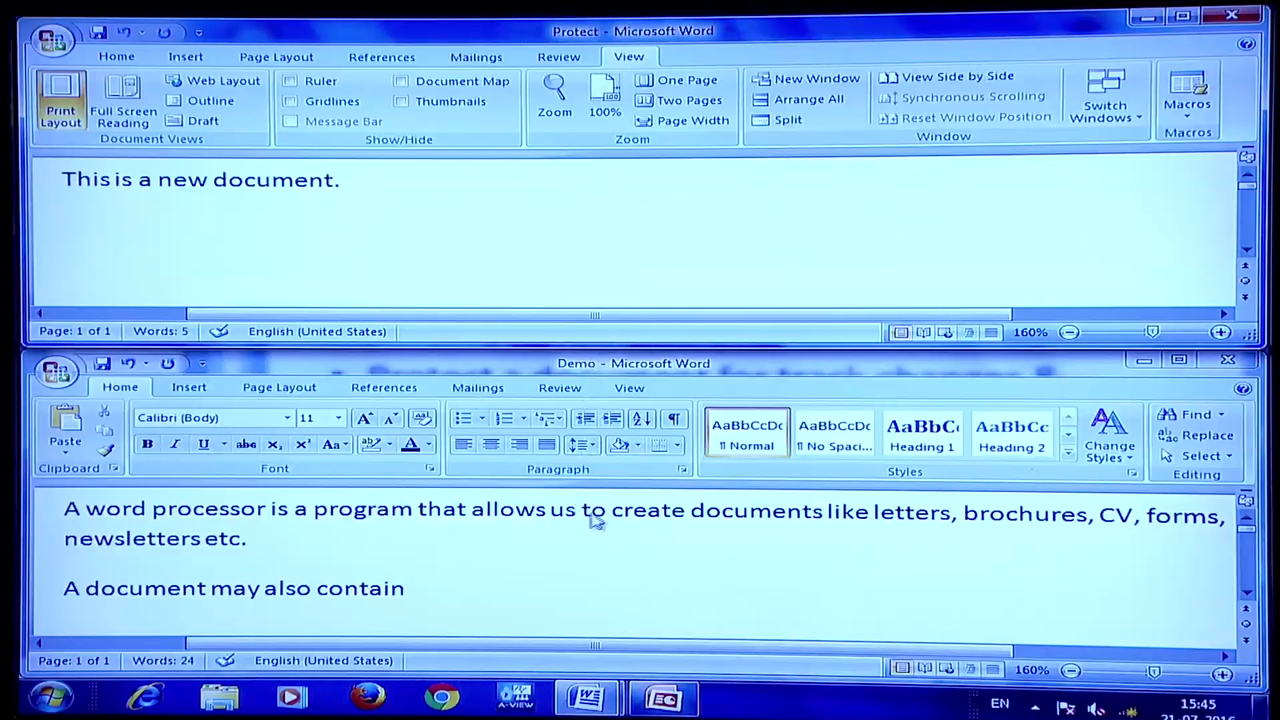 Protect - Microsoft Word
Home Insert Page Layout References Mailings Review View
Print Layout
Full Screen Reading
Web Layout
Outline
Draft
Document Views
Ruler
Gridlines
Message Bar
Document Map
Thumbnails
Show/Hide
Zoom
100%
One Page
Two Pages
Page Width
Zoom
New Window
Arrange All
Split
View Side by Side
Synchronous Scrolling
Reset Window Position
Switch Windows
Window
Macros
Macros
This is a new document.
Page: 1 of 1 Words: 5 English (United States) 160%
Demo - Microsoft Word
Home Insert Page Layout References Mailings Review View
Paste
Clipboard
Calibri (Body) 11
B I U abc X₂ X² Aa
Font
Paragraph
AaBbCcDc
¶ Normal
AaBbCcDc
¶ No Spaci...
AaBbC
Heading 1
AaBbCc
Heading 2
Change Styles
Styles
Find
Replace
Select
Editing
A word processor is a program that allows us to create documents like letters, brochures, CV, forms,
newsletters etc.
A document may also contain
Page: 1 of 1 Words: 24 English (United States) 160%
A-VIEW
EN
15:45